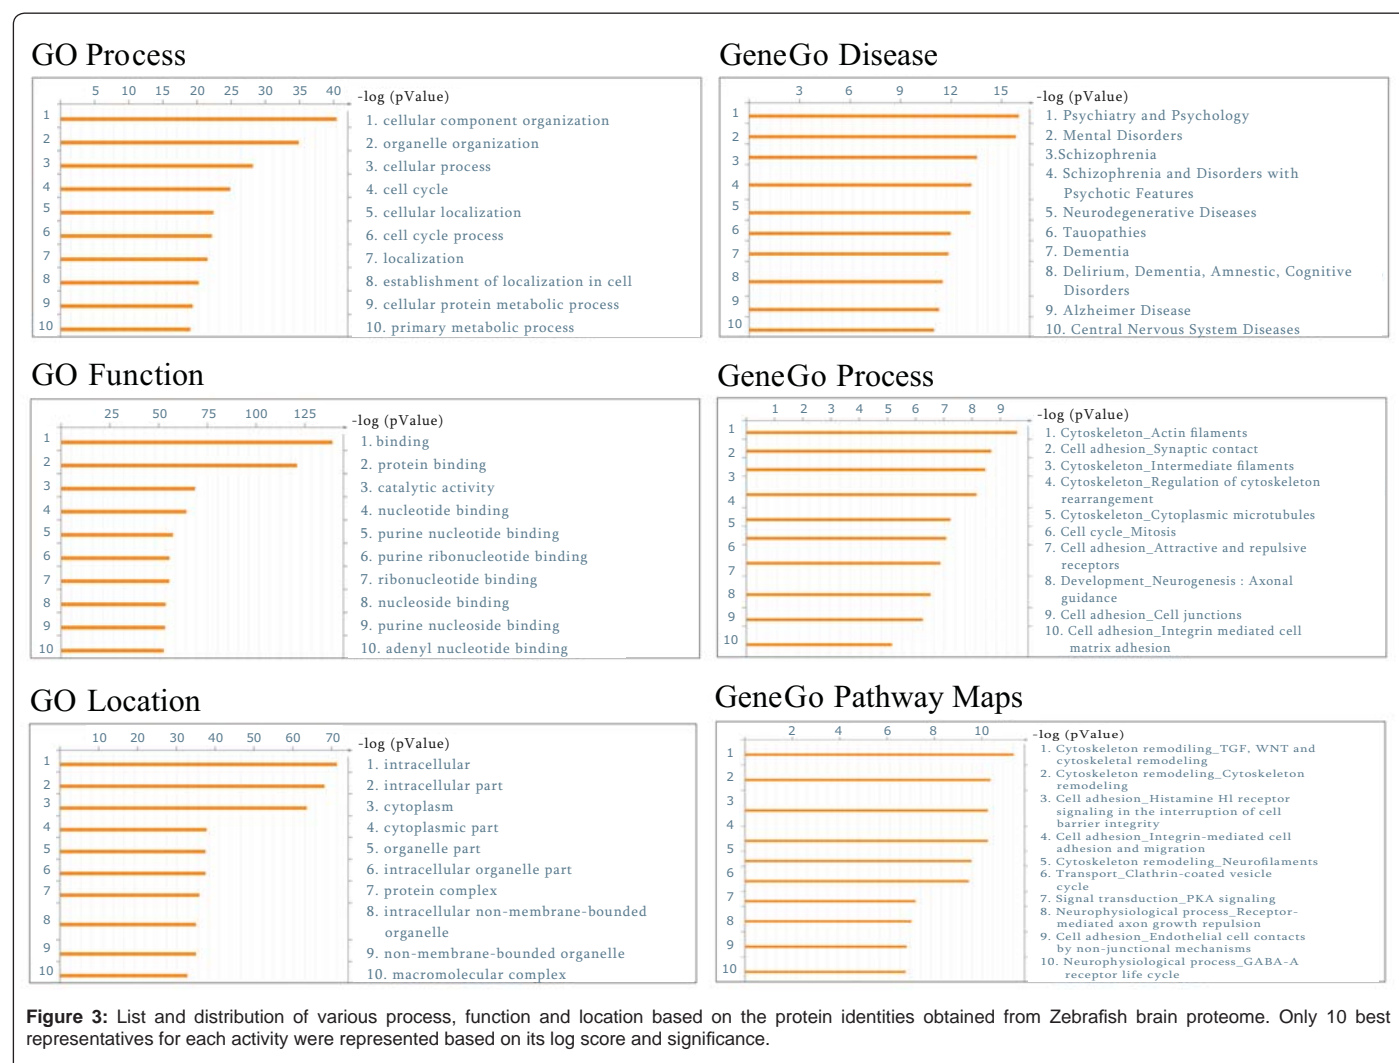 GO Process
5 10 15 20 25 30 35 40
-log (pValue)
1
2
3
4
5
6
7
8
9
10
1. cellular component organization
2. organelle organization
3. cellular process
4. cell cycle
5. cellular localization
6. cell cycle process
7. localization
8. establishment of localization in cell
9. cellular protein metabolic process
10. primary metabolic process
GeneGo Disease
3 6 9 12 15
-log (pValue)
1
2
3
4
5
6
7
8
9
10
1. Psychiatry and Psychology
2. Mental Disorders
3.Schizophrenia
4. Schizophrenia and Disorders with
Psychotic Features
5. Neurodegenerative Diseases
6. Tauopathies
7. Dementia
8. Delirium, Dementia, Amnestic, Cognitive
Disorders
9. Alzheimer Disease
10. Central Nervous System Diseases
GO Function
25 50 75 100 125
-log (pValue)
1
2
3
4
5
6
7
8
9
10
1. binding
2. protein binding
3. catalytic activity
4. nucleotide binding
5. purine nucleotide binding
6. purine ribonucleotide binding
7. ribonucleotide binding
8. nucleoside binding
9. purine nucleoside binding
10. adenyl nucleotide binding
GeneGo Process
1 2 3 4 5 6 7 8 9
-log (pValue)
1
2
3
4
5
6
7
8
9
10
1. Cytoskeleton_Actin filaments
2. Cell adhesion_Synaptic contact
3. Cytoskeleton_Intermediate filaments
4. Cytoskeleton_Regulation of cytoskeleton
rearrangement
5. Cytoskeleton_Cytoplasmic microtubules
6. Cell cycle_Mitosis
7. Cell adhesion_Attractive and repulsive
receptors
8. Development_Neurogenesis : Axonal
guidance
9. Cell adhesion_Cell junctions
10. Cell adhesion_Integrin mediated cell
matrix adhesion
GO Location
10 20 30 40 50 60 70
-log (pValue)
1
2
3
4
5
6
7
8
9
10
1. intracellular
2. intracellular part
3. cytoplasm
4. cytoplasmic part
5. organelle part
6. intracellular organelle part
7. protein complex
8. intracellular non-membrane-bounded
organelle
9. non-membrane-bounded organelle
10. macromolecular complex
GeneGo Pathway Maps
2 4 6 8 10
-log (pValue)
1
2
3
4
5
6
7
8
9
10
1. Cytoskeleton remodiling_TGF, WNT and
cytoskeletal remodeling
2. Cytoskeleton remodeling_Cytoskeleton
remodeling
3. Cell adhesion_Histamine Hl receptor
signaling in the interruption of cell
barrier integrity
4. Cell adhesion_Integrin-mediated cell
adhesion and migration
5. Cytoskeleton remodeling_Neurofilaments
6. Transport_Clathrin-coated vesicle
cycle
7. Signal transduction_PKA signaling
8. Neurophysiological process_Receptor-
mediated axon growth repulsion
9. Cell adhesion_Endothelial cell contacts
by non-junctional mechanisms
10. Neurophysiological process_GABA-A
receptor life cycle
Figure 3: List and distribution of various process, function and location based on the protein identities obtained from Zebrafish brain proteome. Only 10 best
representatives for each activity were represented based on its log score and significance.